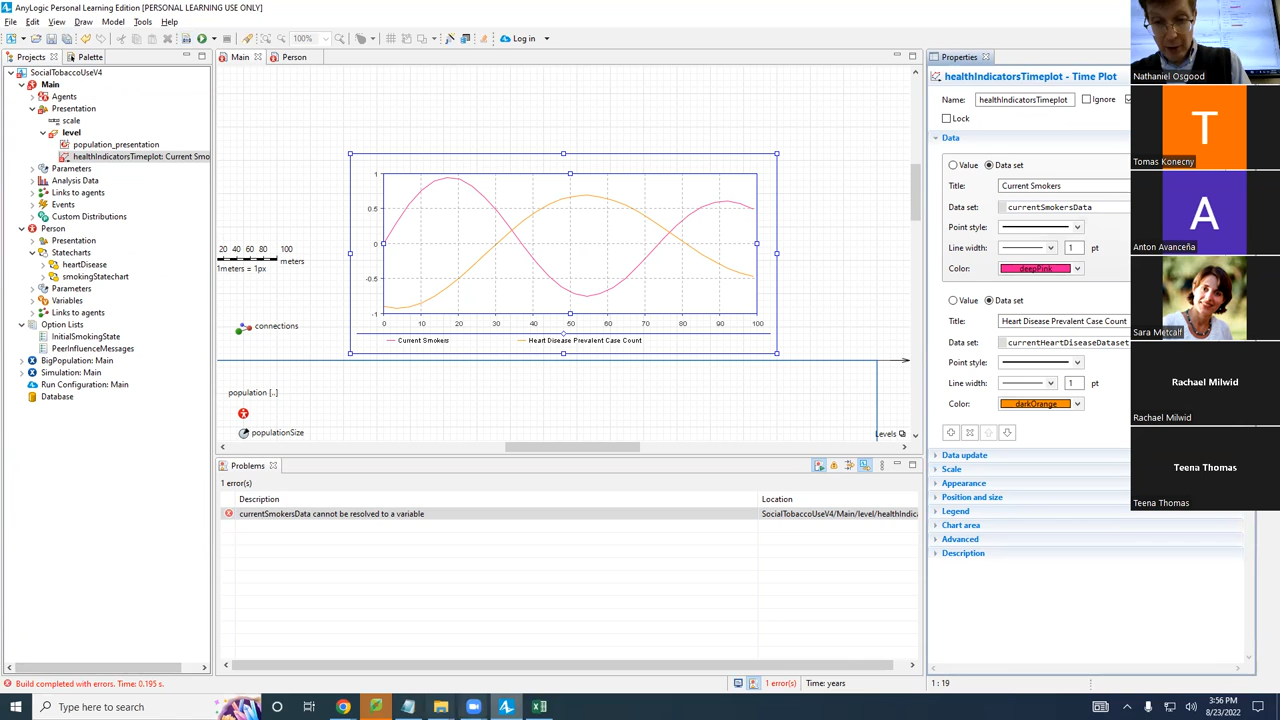 AnyLogic Personal Learning Edition [PERSONAL LEARNING USE ONLY]
File Edit View Draw Model Tools Help
100% Log in
Projects Palette
Main Person
Properties
SocialTobaccoUseV4
Main
Agents
Presentation
scale
level
population_presentation
healthIndicatorsTimeplot: Current Smo
Parameters
Analysis Data
Links to agents
Events
Custom Distributions
Person
Presentation
Statecharts
heartDisease
smokingStatechart
Parameters
Variables
Links to agents
Option Lists
InitialSmokingState
PeerInfluenceMessages
BigPopulation: Main
Simulation: Main
Run Configuration: Main
Database
1
0.5
0
-0.5
-1
0 10 20 30 40 50 60 70 80 90 100
Current Smokers Heart Disease Prevalent Case Count
20 40 60 80 100
meters
1meters = 1px
connections
population [..]
populationSize
Levels
Problems
1 error(s)
Description Location
currentSmokersData cannot be resolved to a variable SocialTobaccoUseV4/Main/level/healthIndic
healthIndicatorsTimeplot - Time Plot
Name: healthIndicatorsTimeplot Ignore
Lock
Data
Value Data set
Title: Current Smokers
Data set: currentSmokersData
Point style:
Line width: 1 pt
Color: deepPink
Value Data set
Title: Heart Disease Prevalent Case Count
Data set: currentHeartDiseaseDataset
Point style:
Line width: 1 pt
Color: darkOrange
Data update
Scale
Appearance
Position and size
Legend
Chart area
Advanced
Description
Nathaniel Osgood
T
Tomas Konecny
A
Anton Avanceña
Sara Metcalf
Rachael Milwid
Rachael Milwid
Teena Thomas
Teena Thomas
Build completed with errors. Time: 0.195 s.
1 error(s) Time: years
1 : 19
Type here to search
3:56 PM
8/23/2022